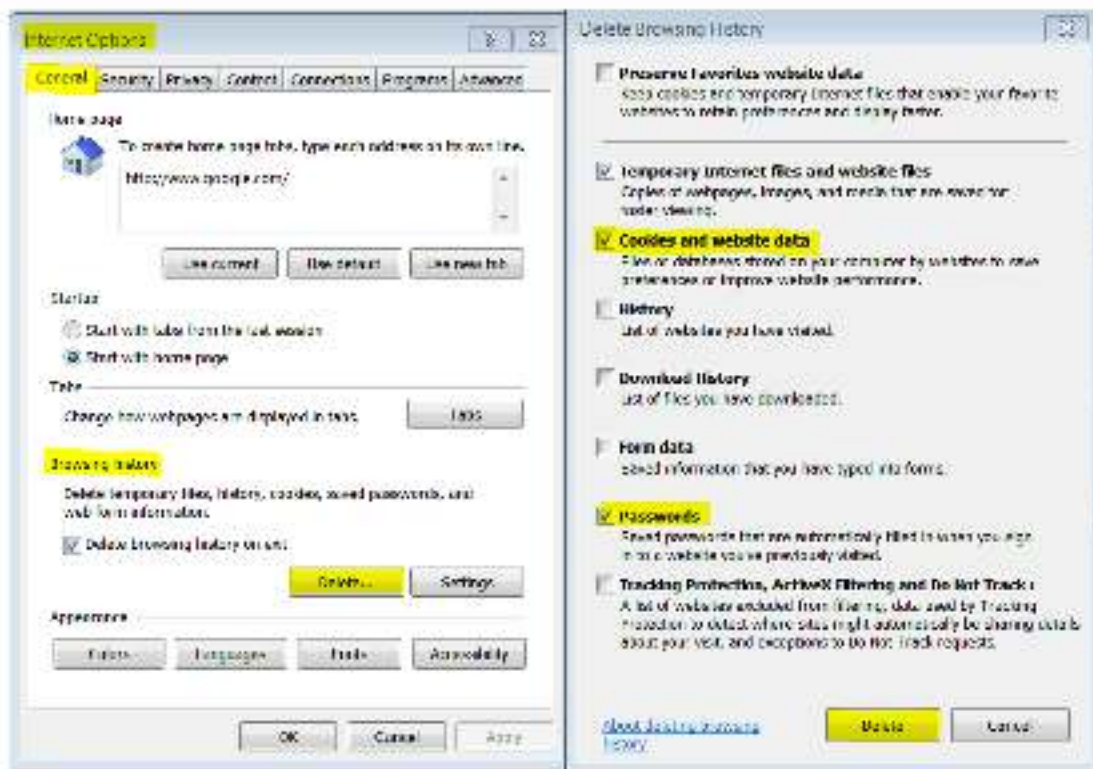 Internet Options
General Security Privacy Content Connections Programs Advanced
Home page
To create home page tabs, type each address on its own line.
http://www.google.com/
Use current Use default Use new tab
Startup
Start with tabs from the last session
Start with home page
Tabs
Change how webpages are displayed in tabs. Tabs
Browsing history
Delete temporary files, history, cookies, saved passwords, and
web form information.
Delete browsing history on exit
Delete... Settings
Appearance
Colors Languages Fonts Accessibility
OK Cancel Apply
Delete Browsing History
Preserve Favorites website data
Keep cookies and temporary Internet files that enable your favorite
websites to retain preferences and display faster.
Temporary Internet files and website files
Copies of webpages, images, and media that are saved for
faster viewing.
Cookies and website data
Files or databases stored on your computer by websites to save
preferences or improve website performance.
History
List of websites you have visited.
Download History
List of files you have downloaded.
Form data
Saved information that you have typed into forms.
Passwords
Saved passwords that are automatically filled in when you sign
in to a website you've previously visited.
Tracking Protection, ActiveX Filtering and Do Not Track
A list of websites excluded from filtering, data used by Tracking
Protection to detect where sites might automatically be sharing details
about your visit, and exceptions to Do Not Track requests.
About deleting browsing
history
Delete Cancel